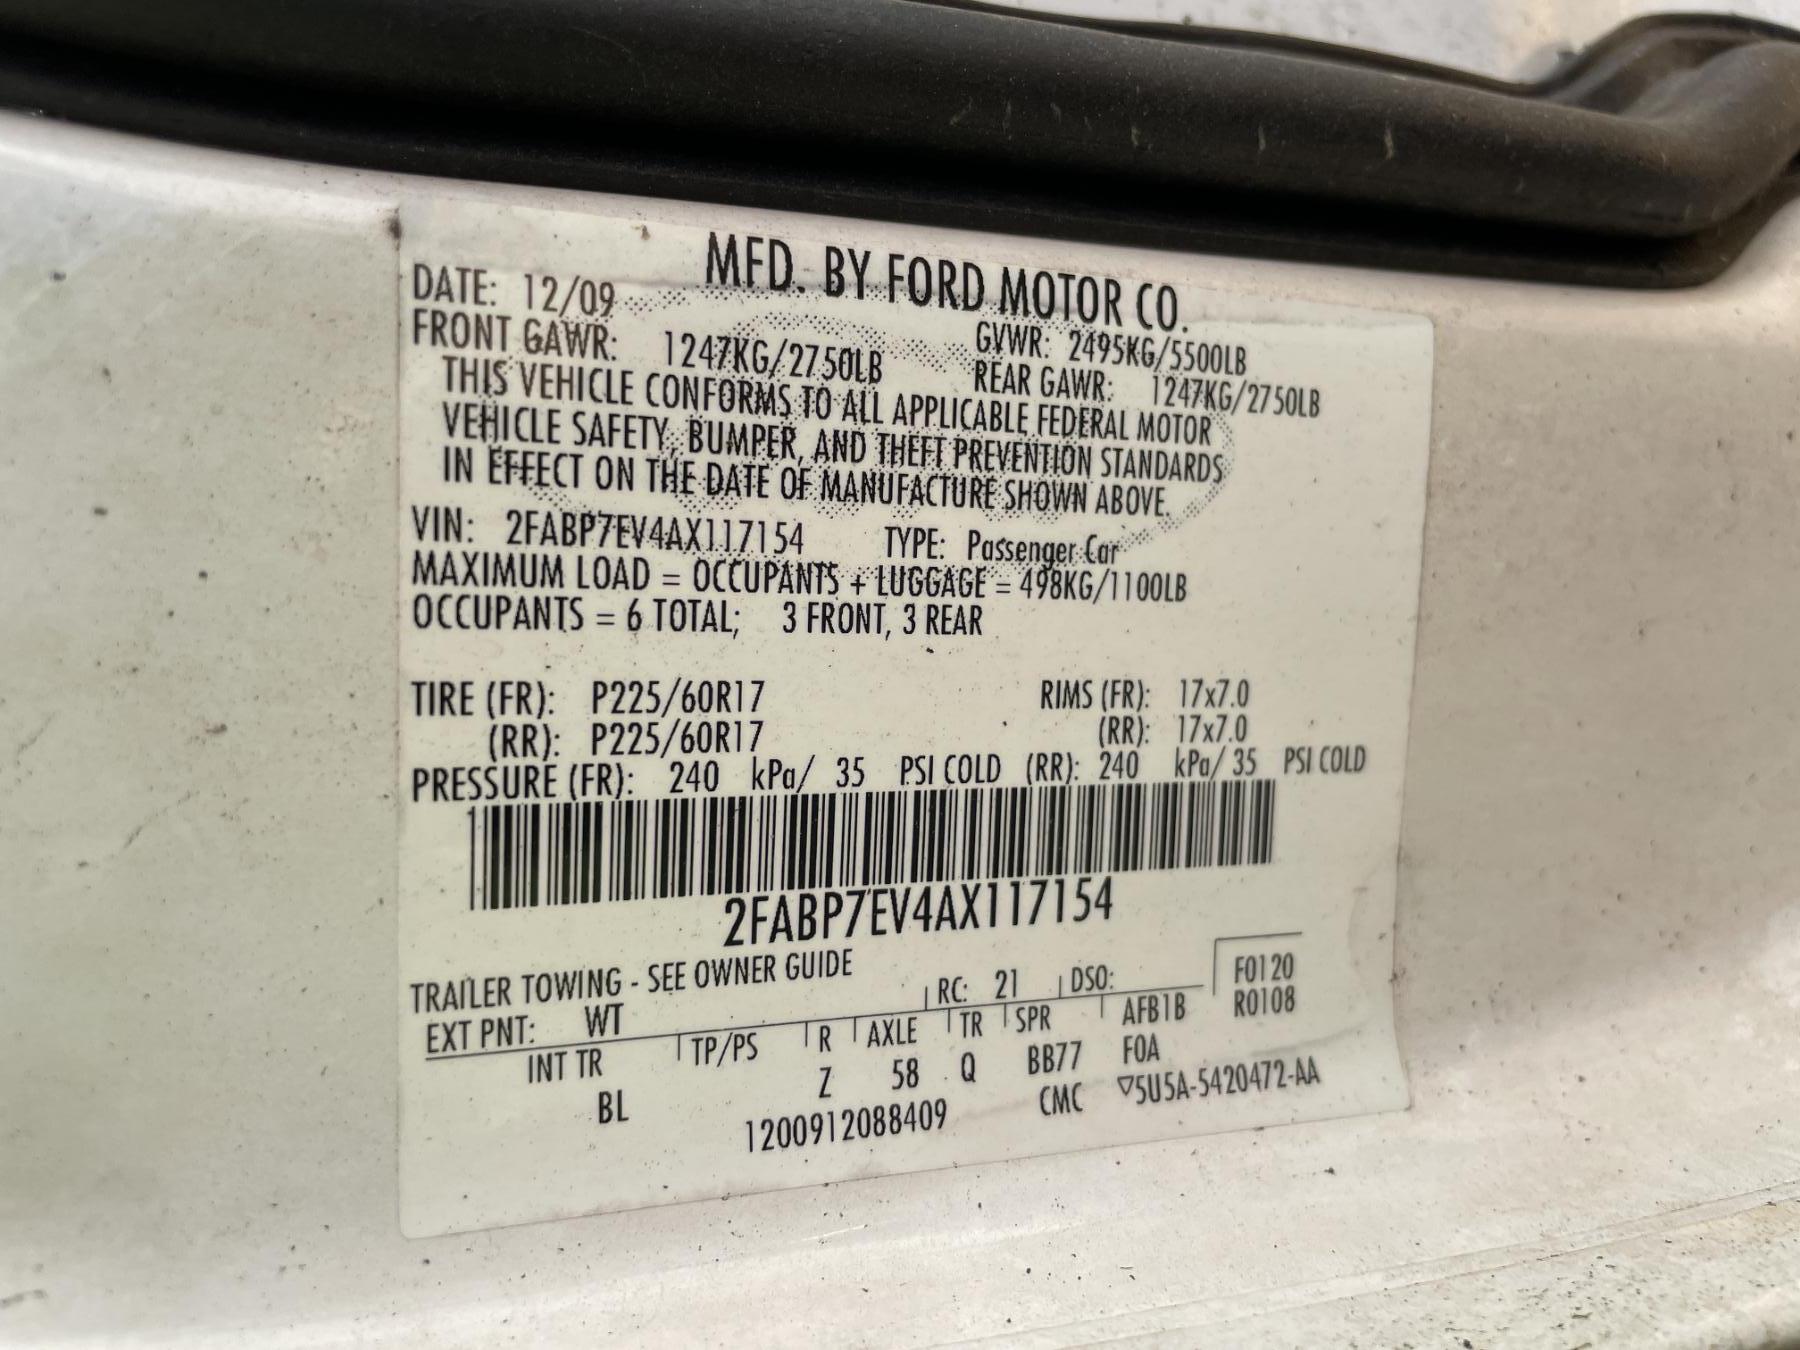 MFD. BY FORD MOTOR CO.
DATE: 12/09 GVWR: 2495KG/5500LB
FRONT GAWR: 1247KG/2750LB REAR GAWR: 1247KG/2750LB
THIS VEHICLE CONFORMS TO ALL APPLICABLE FEDERAL MOTOR
VEHICLE SAFETY, BUMPER, AND THEFT PREVENTION STANDARDS
IN EFFECT ON THE DATE OF MANUFACTURE SHOWN ABOVE.
VIN: 2FABP7EV4AX117154 TYPE: Passenger Car
MAXIMUM LOAD = OCCUPANTS + LUGGAGE = 498KG/1100LB
OCCUPANTS = 6 TOTAL; 3 FRONT, 3 REAR
TIRE (FR): P225/60R17 RIMS (FR): 17x7.0
(RR): P225/60R17 (RR): 17x7.0
PRESSURE (FR): 240 kPa/ 35 PSI COLD (RR): 240 kPa/ 35 PSI COLD
2FABP7EV4AX117154
TRAILER TOWING - SEE OWNER GUIDE
EXT PNT: WT RC: 21 DSO: F0120
INT TR TP/PS R AXLE TR SPR AFB1B R0108
BL Z 58 Q BB77 FOA
1200912088409 CMC ▽5U5A-5420472-AA